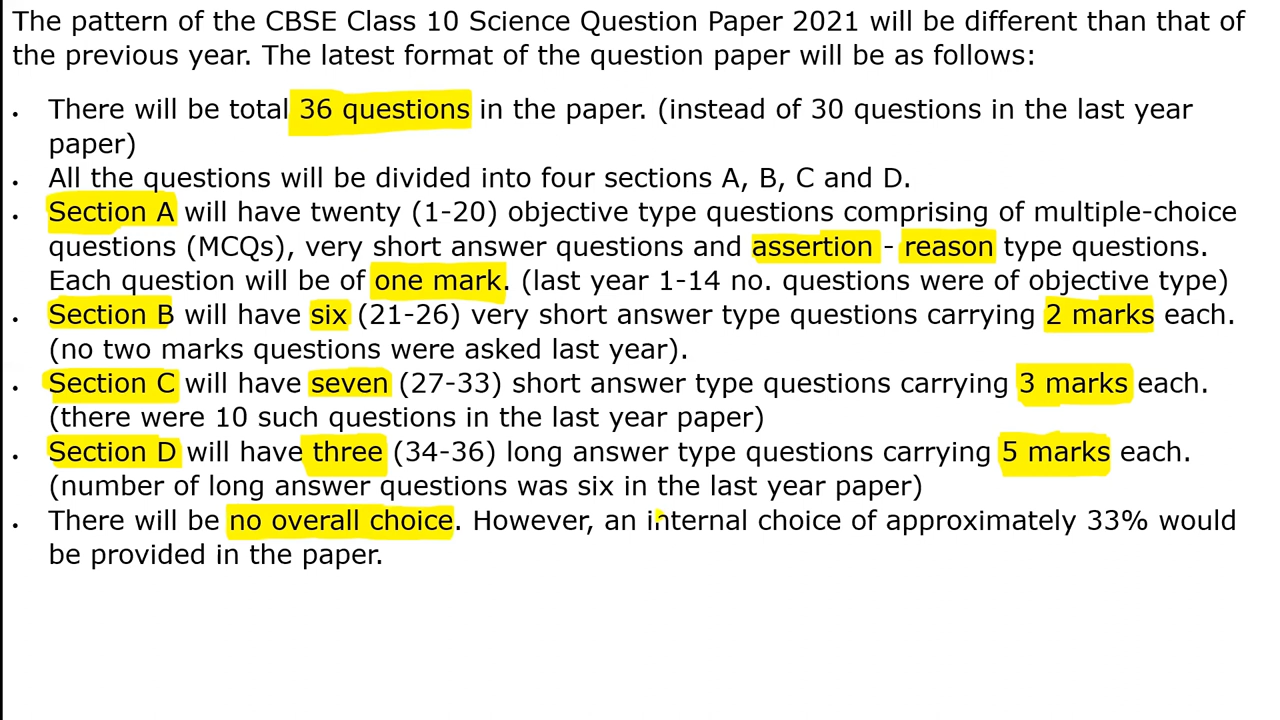 The pattern of the CBSE Class 10 Science Question Paper 2021 will be different than that of
the previous year. The latest format of the question paper will be as follows:
• There will be total 36 questions in the paper. (instead of 30 questions in the last year
paper)
• All the questions will be divided into four sections A, B, C and D.
• Section A will have twenty (1-20) objective type questions comprising of multiple-choice
questions (MCQs), very short answer questions and assertion - reason type questions.
Each question will be of one mark. (last year 1-14 no. questions were of objective type)
• Section B will have six (21-26) very short answer type questions carrying 2 marks each.
(no two marks questions were asked last year).
• Section C will have seven (27-33) short answer type questions carrying 3 marks each.
(there were 10 such questions in the last year paper)
• Section D will have three (34-36) long answer type questions carrying 5 marks each.
(number of long answer questions was six in the last year paper)
• There will be no overall choice. However, an internal choice of approximately 33% would
be provided in the paper.